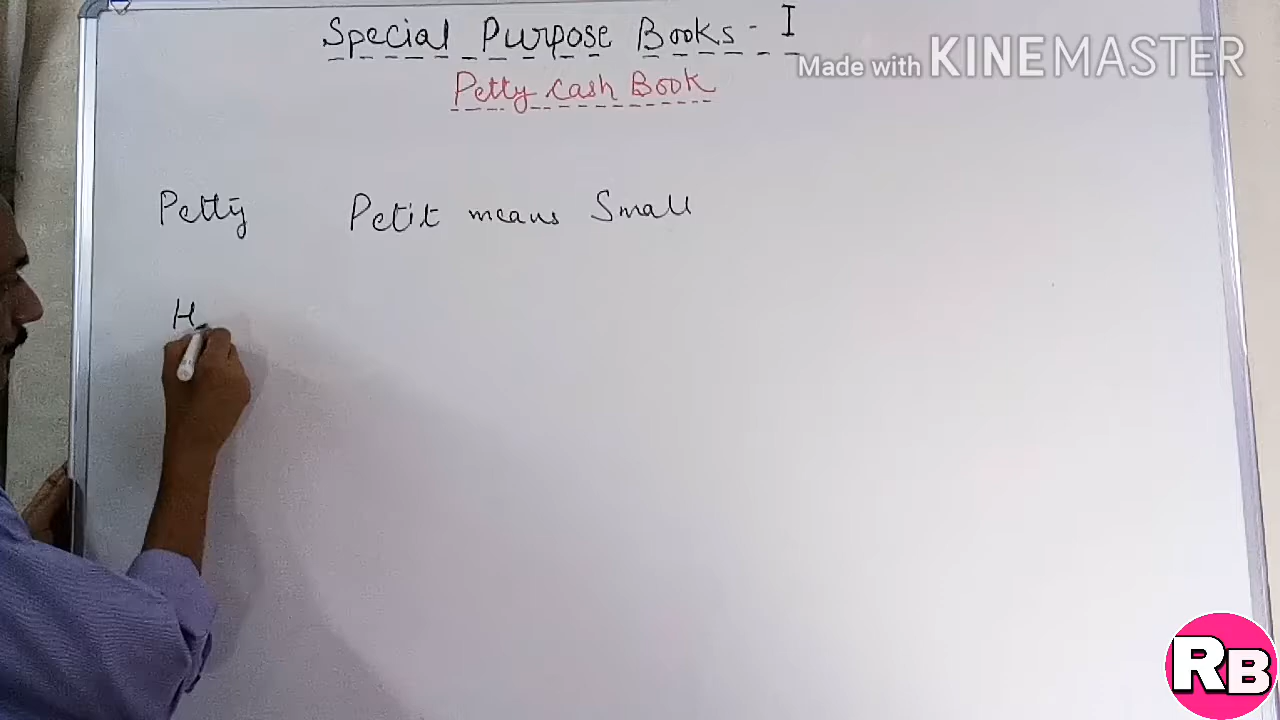 Special Purpose Books - I
Made with KINEMASTER
Petty Cash Book
Petty Petit means Small
H
RB